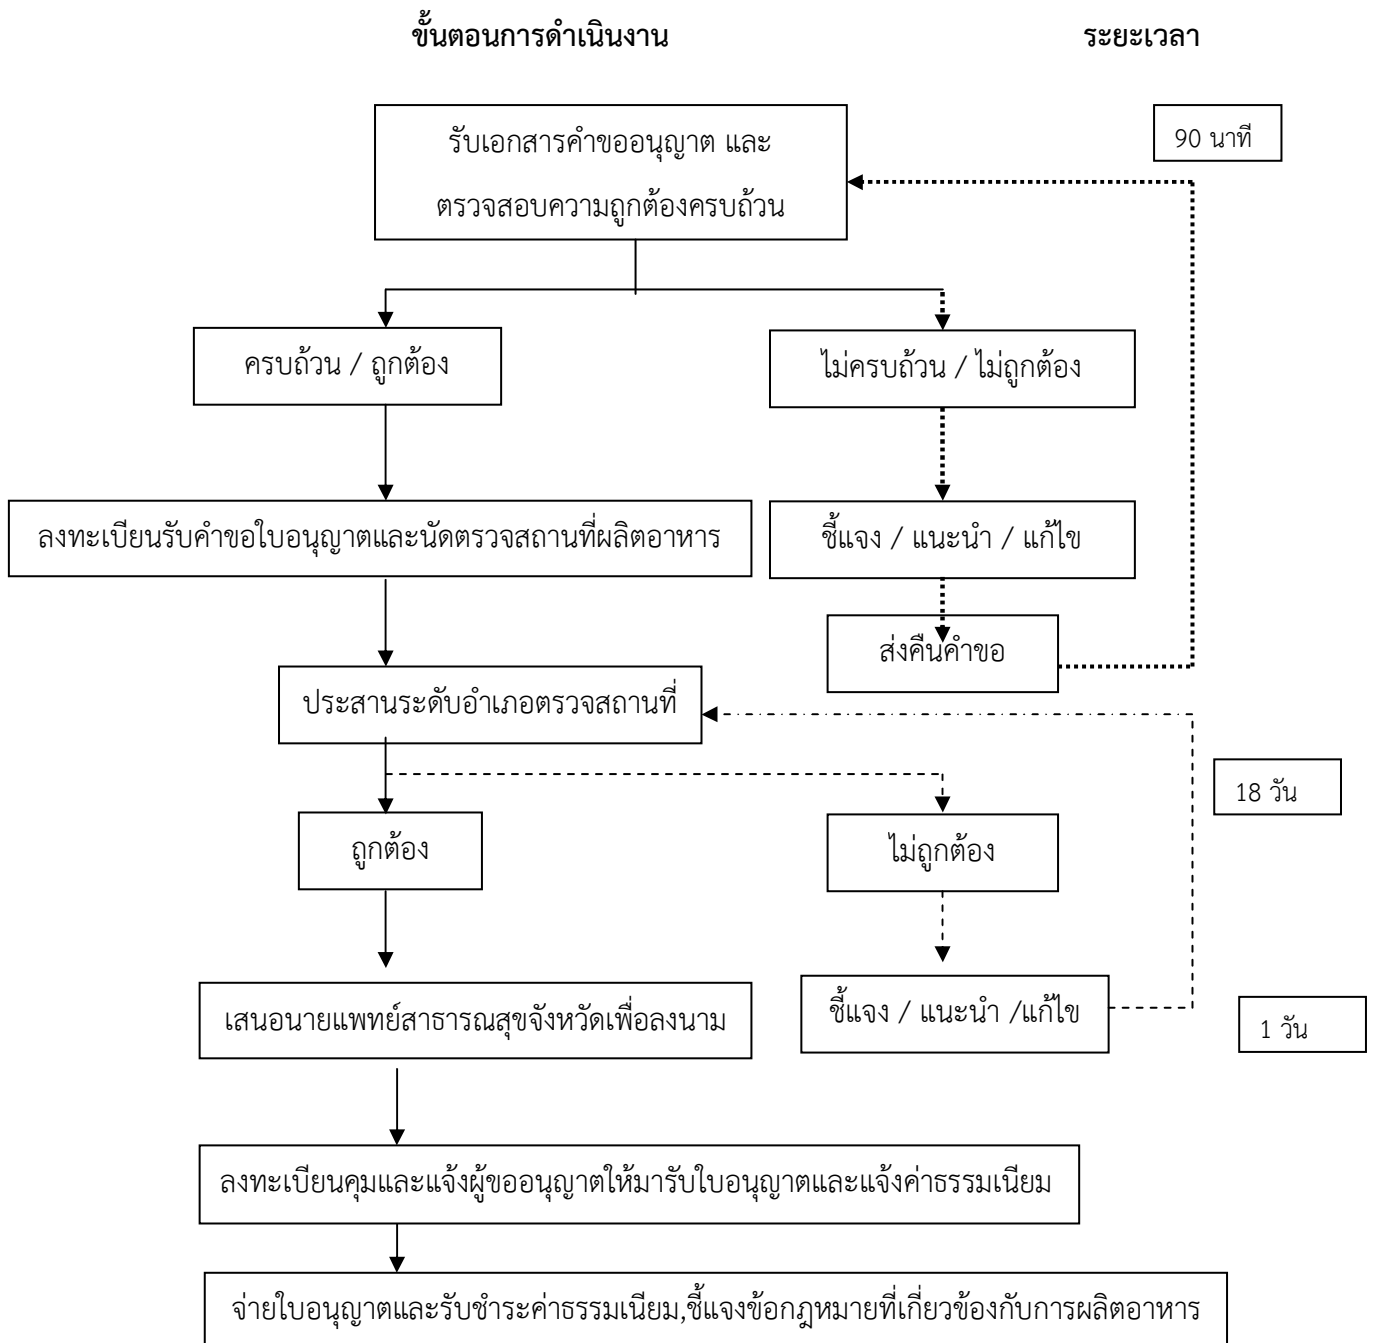 ขั้นตอนการดำเนินงาน
ระยะเวลา
รับเอกสารคำขออนุญาต และ
ตรวจสอบความถูกต้องครบถ้วน
90 นาที
ครบถ้วน / ถูกต้อง
ไม่ครบถ้วน / ไม่ถูกต้อง
ลงทะเบียนรับคำขอใบอนุญาตและนัดตรวจสถานที่ผลิตอาหาร
ชี้แจง / แนะนำ / แก้ไข
ส่งคืนคำขอ
ประสานระดับอำเภอตรวจสถานที่
18 วัน
ถูกต้อง
ไม่ถูกต้อง
เสนอนายแพทย์สาธารณสุขจังหวัดเพื่อลงนาม
ชี้แจง / แนะนำ /แก้ไข
1 วัน
ลงทะเบียนคุมและแจ้งผู้ขออนุญาตให้มารับใบอนุญาตและแจ้งค่าธรรมเนียม
จ่ายใบอนุญาตและรับชำระค่าธรรมเนียม,ชี้แจงข้อกฎหมายที่เกี่ยวข้องกับการผลิตอาหาร